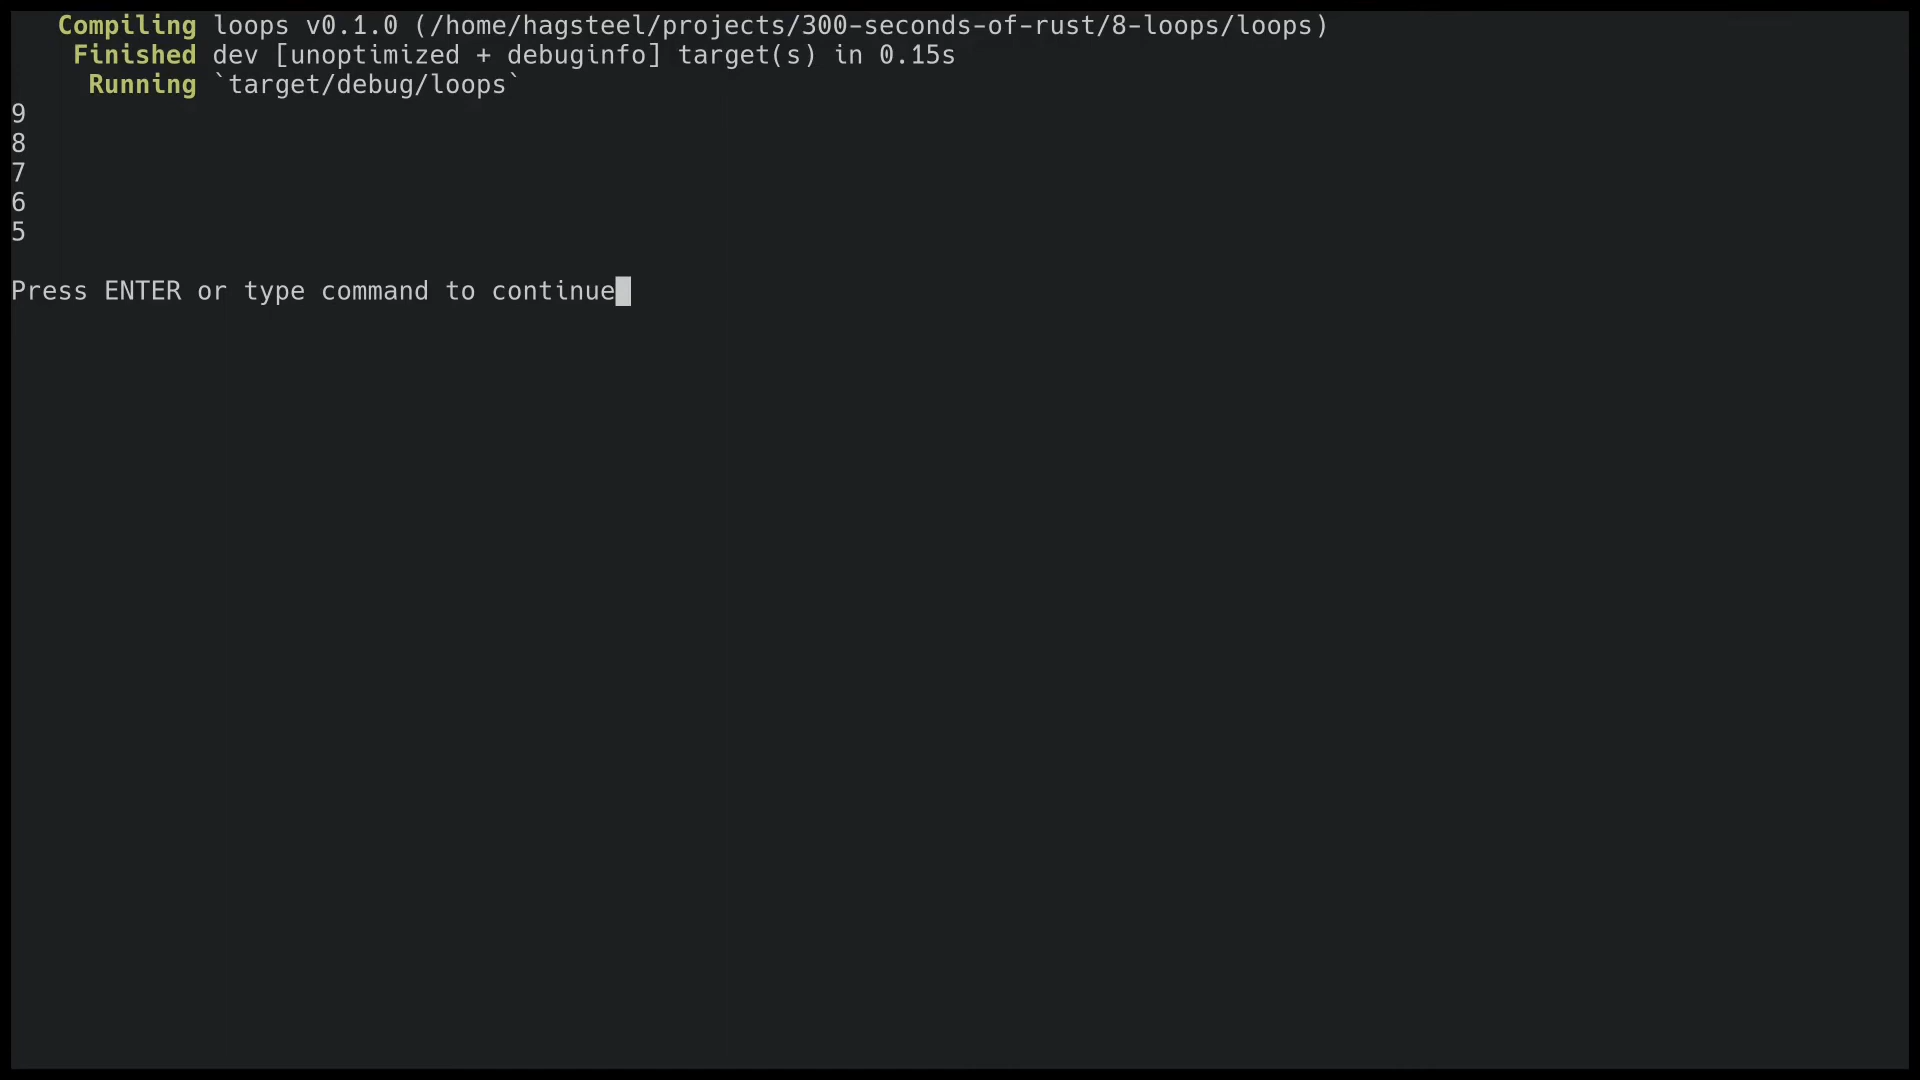 Compiling loops v0.1.0 (/home/hagsteel/projects/300-seconds-of-rust/8-loops/loops)
Finished dev [unoptimized + debuginfo] target(s) in 0.15s
Running `target/debug/loops`
9
8
7
6
5
Press ENTER or type command to continue